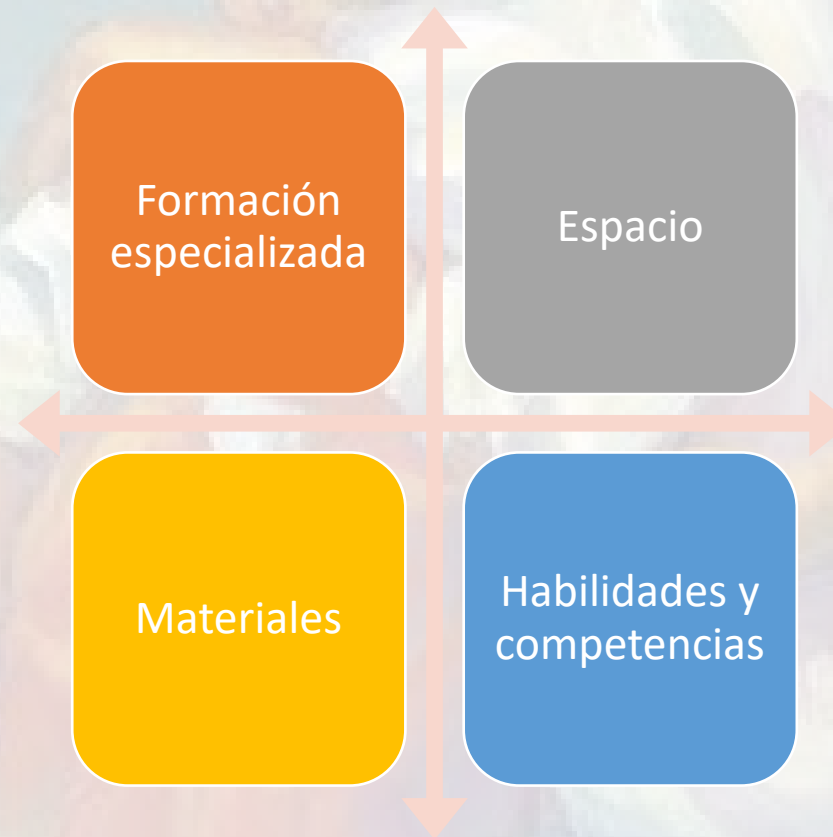 Formación
especializada
Espacio
Materiales
Habilidades y
competencias